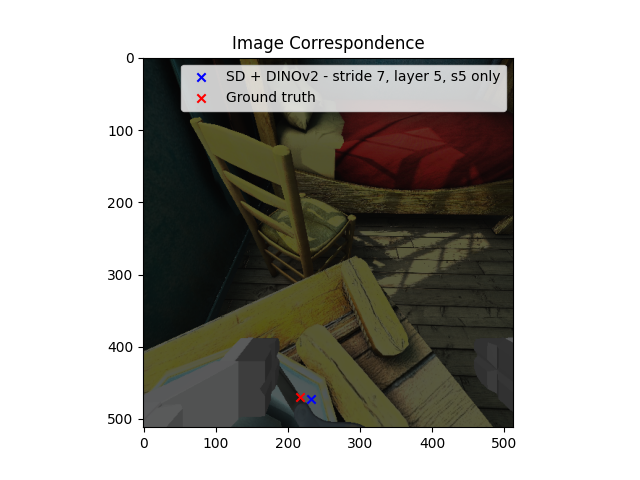 Image Correspondence
SD + DINOv2 - stride 7, layer 5, s5 only
Ground truth
0
100
200
300
400
500
0 100 200 300 400 500